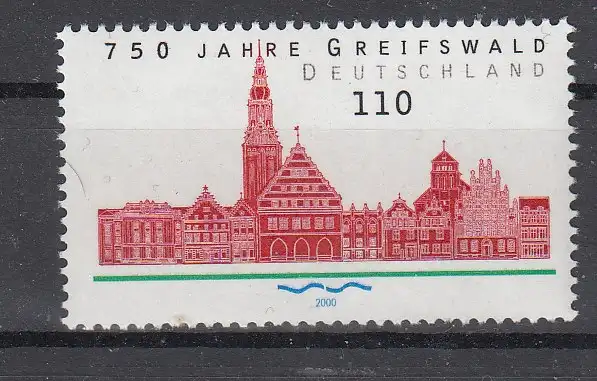 750 JAHRE GREIFSWALD
DEUTSCHLAND
110
2000